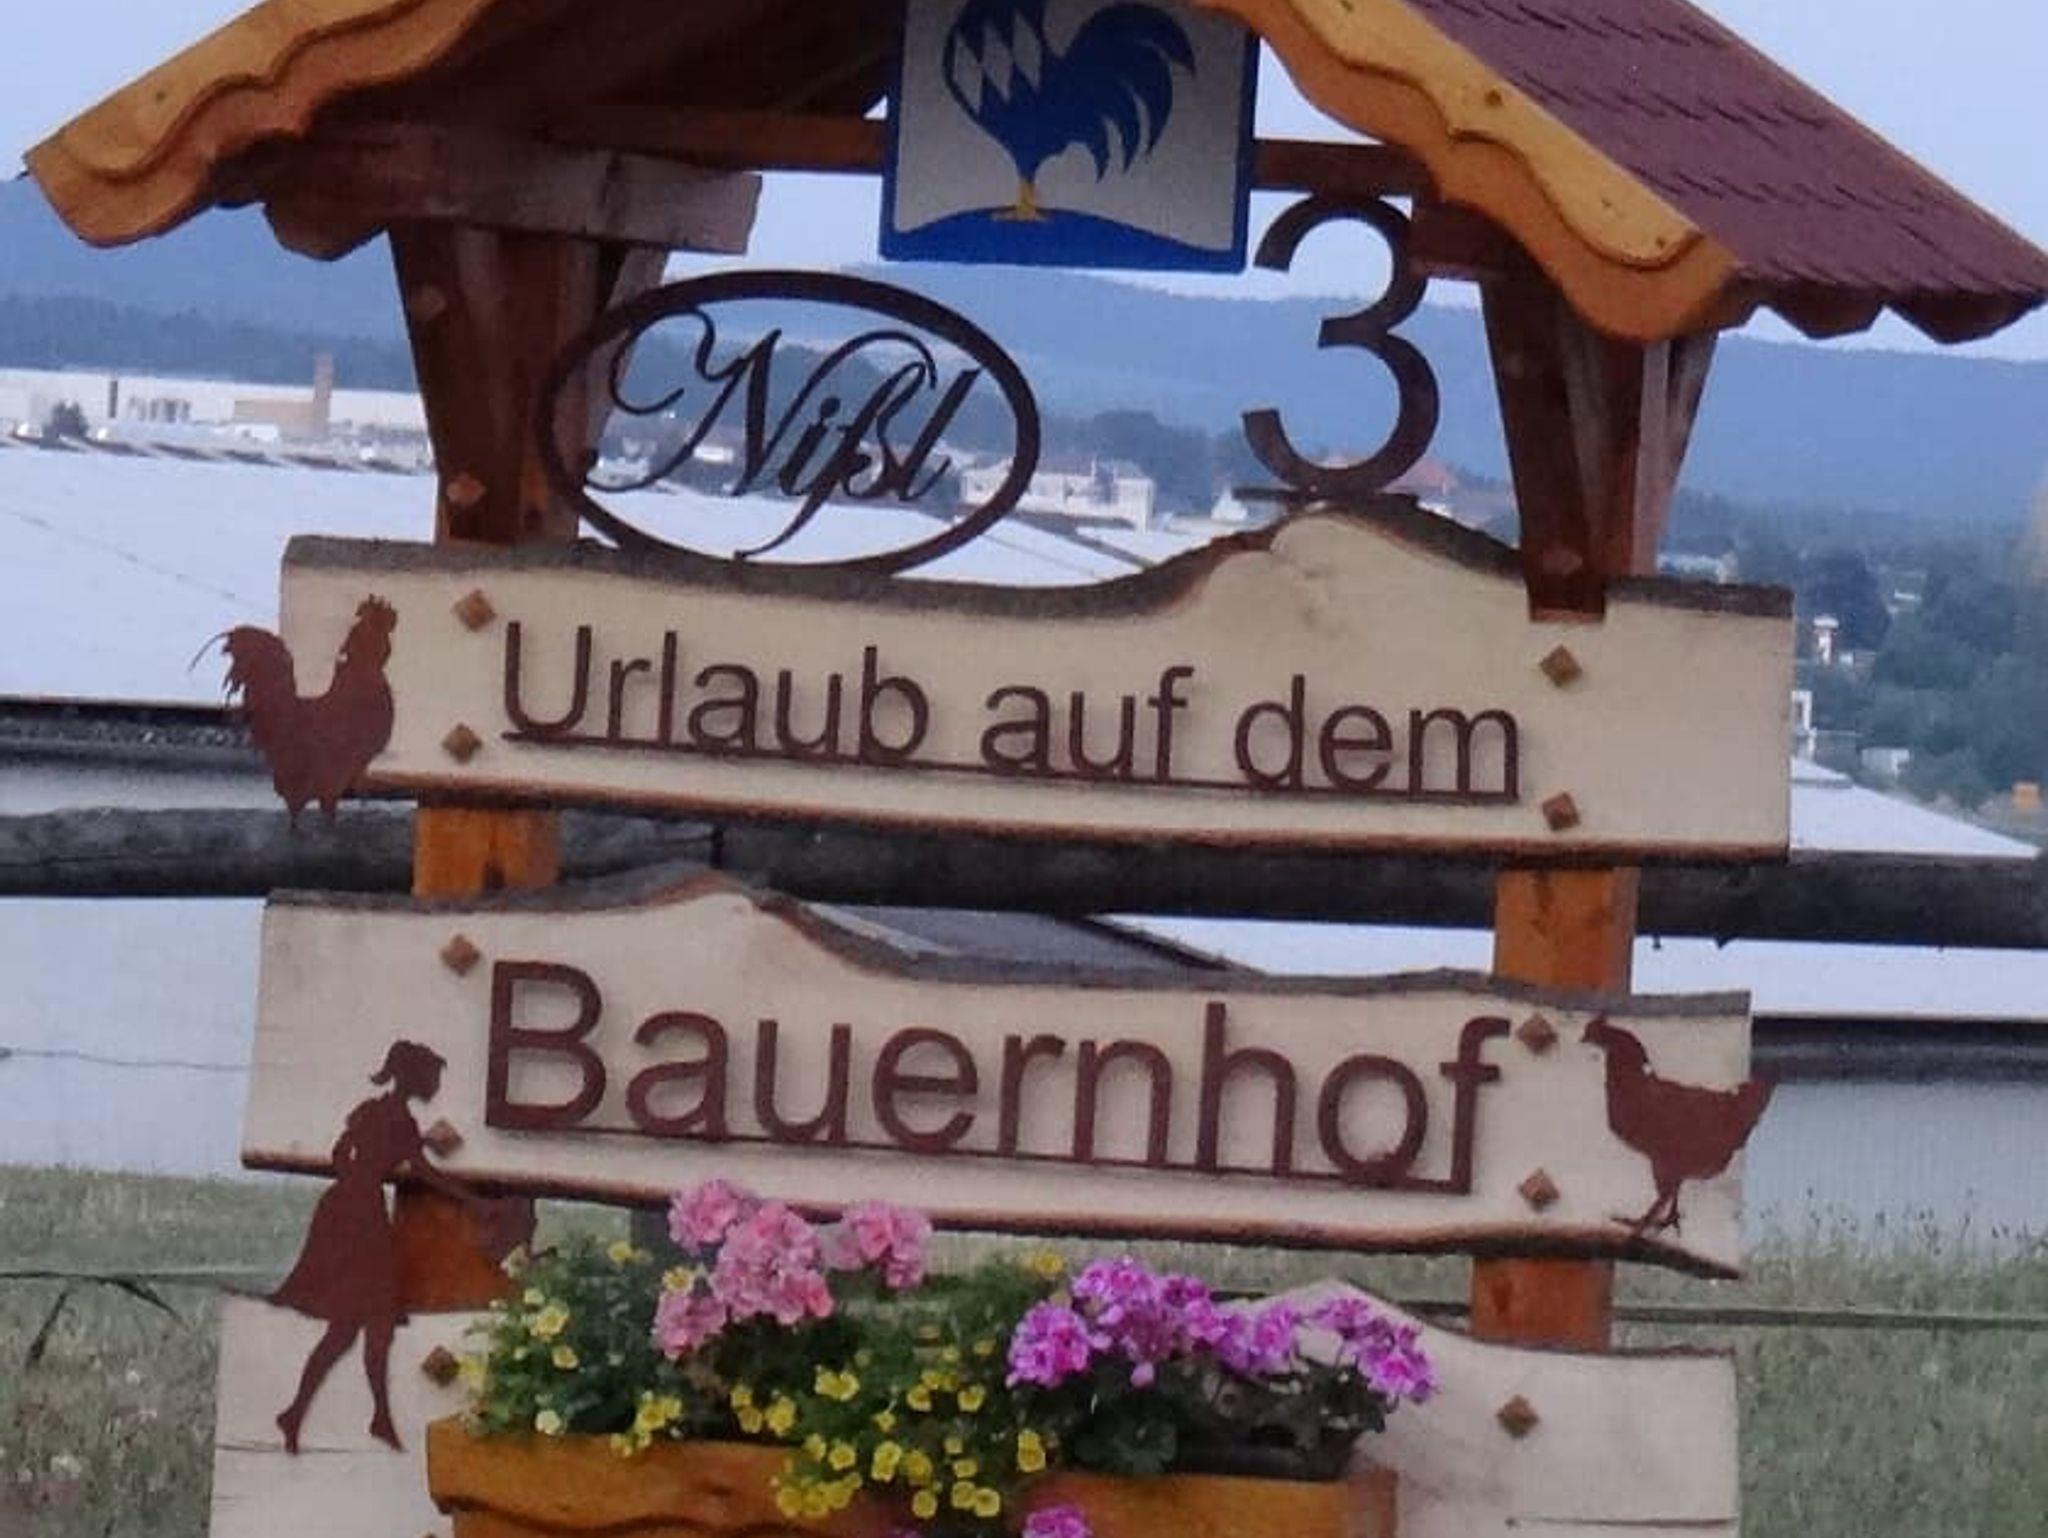 Nißl
3
Urlaub auf dem
Bauernhof